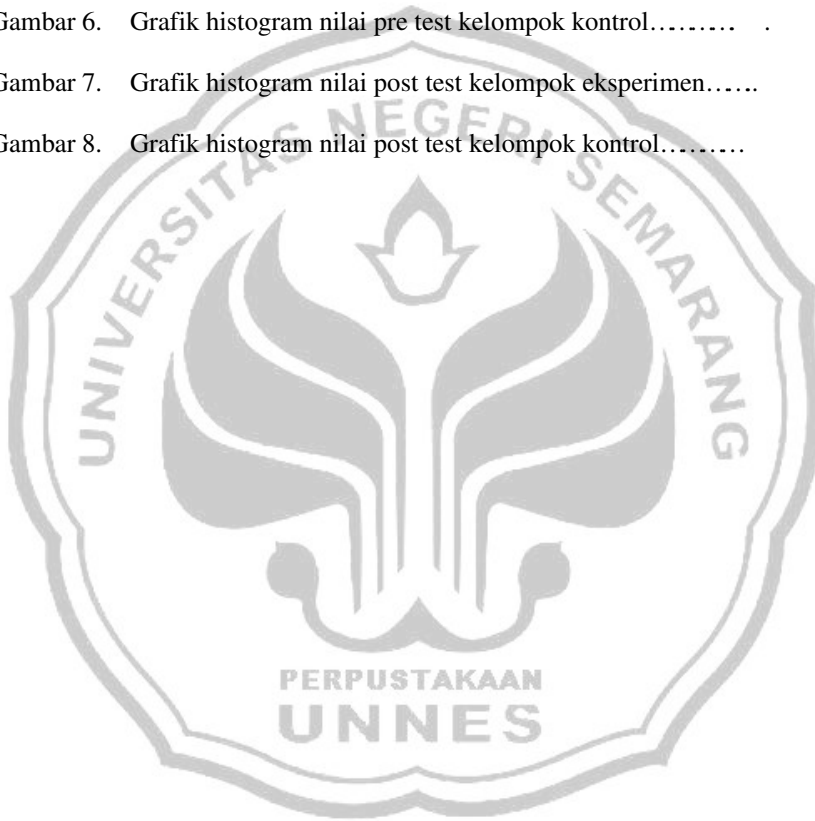 Gambar 6. Grafik histogram nilai pre test kelompok kontrol………… .
Gambar 7. Grafik histogram nilai post test kelompok eksperimen…….
Gambar 8. Grafik histogram nilai post test kelompok kontrol…………
UNIVERSITAS NEGERI SEMARANG
PERPUSTAKAAN
UNNES